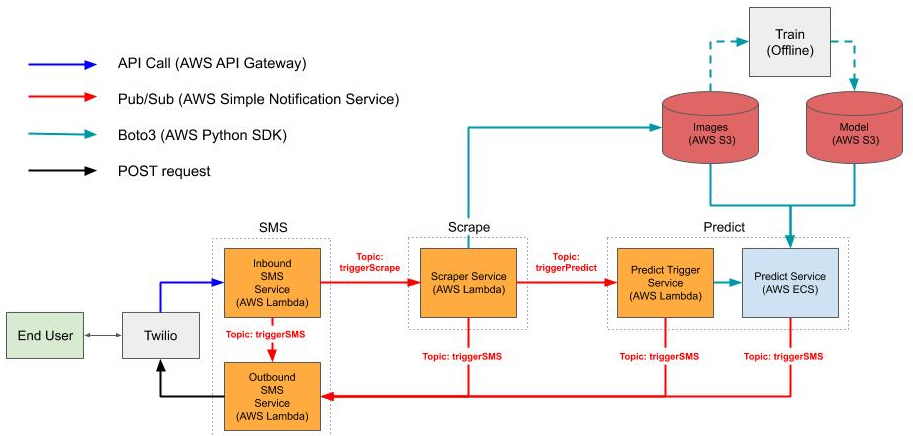 API Call (AWS API Gateway)
Pub/Sub (AWS Simple Notification Service)
Boto3 (AWS Python SDK)
POST request
Train
(Offline)
Images
(AWS S3)
Model
(AWS S3)
SMS
Scrape
Predict
Inbound
SMS
Service
(AWS Lambda)
Topic:
triggerScrape
Scraper Service
(AWS Lambda)
Topic:
triggerPredict
Predict Trigger
Service
(AWS Lambda)
Predict Service
(AWS ECS)
End User
Twilio
Topic: triggerSMS
Topic: triggerSMS
Topic: triggerSMS
Topic: triggerSMS
Outbound
SMS
Service
(AWS Lambda)